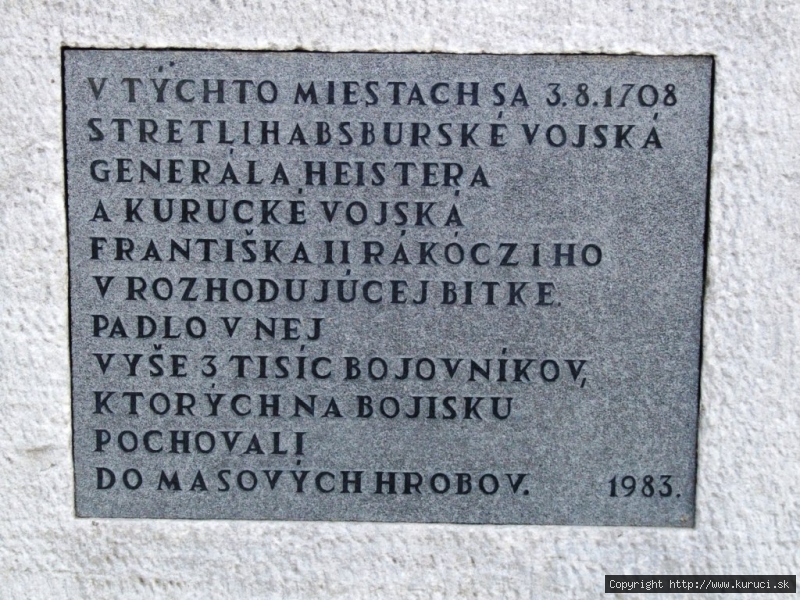 V TÝCHTO MIESTACH SA 3.8.1708
STRETLI HABSBURSKÉ VOJSKÁ
GENERÁLA HEISTERA
A KURUCKÉ VOJSKÁ
FRANTIŠKA II RÁKÓCZIHO
V ROZHODUJÚCEJ BITKE.
PADLO V NEJ
VYŠE 3 TISÍC BOJOVNÍKOV,
KTORÝCH NA BOJISKU
POCHOVALI
DO MASOVÝCH HROBOV. 1983.
Copyright http://www.kuruci.sk